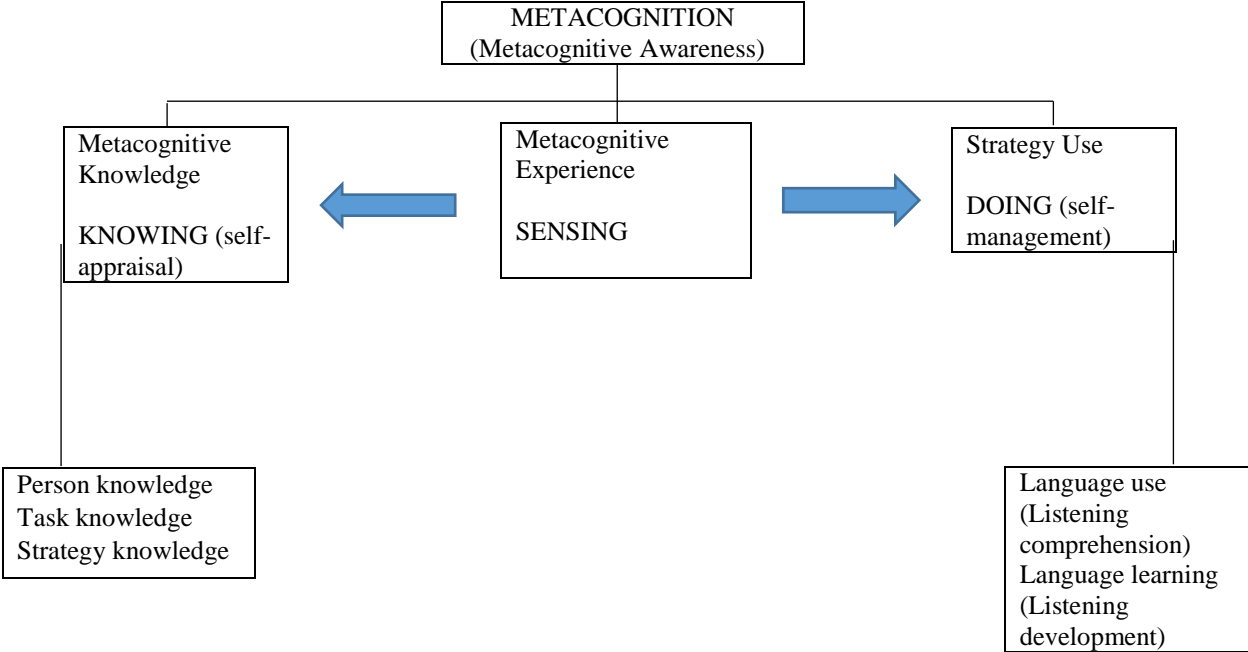 METACOGNITION
(Metacognitive Awareness)
Metacognitive
Knowledge
KNOWING (self-
appraisal)
Metacognitive
Experience
SENSING
Strategy Use
DOING (self-
management)
Person knowledge
Task knowledge
Strategy knowledge
Language use
(Listening
comprehension)
Language learning
(Listening
development)